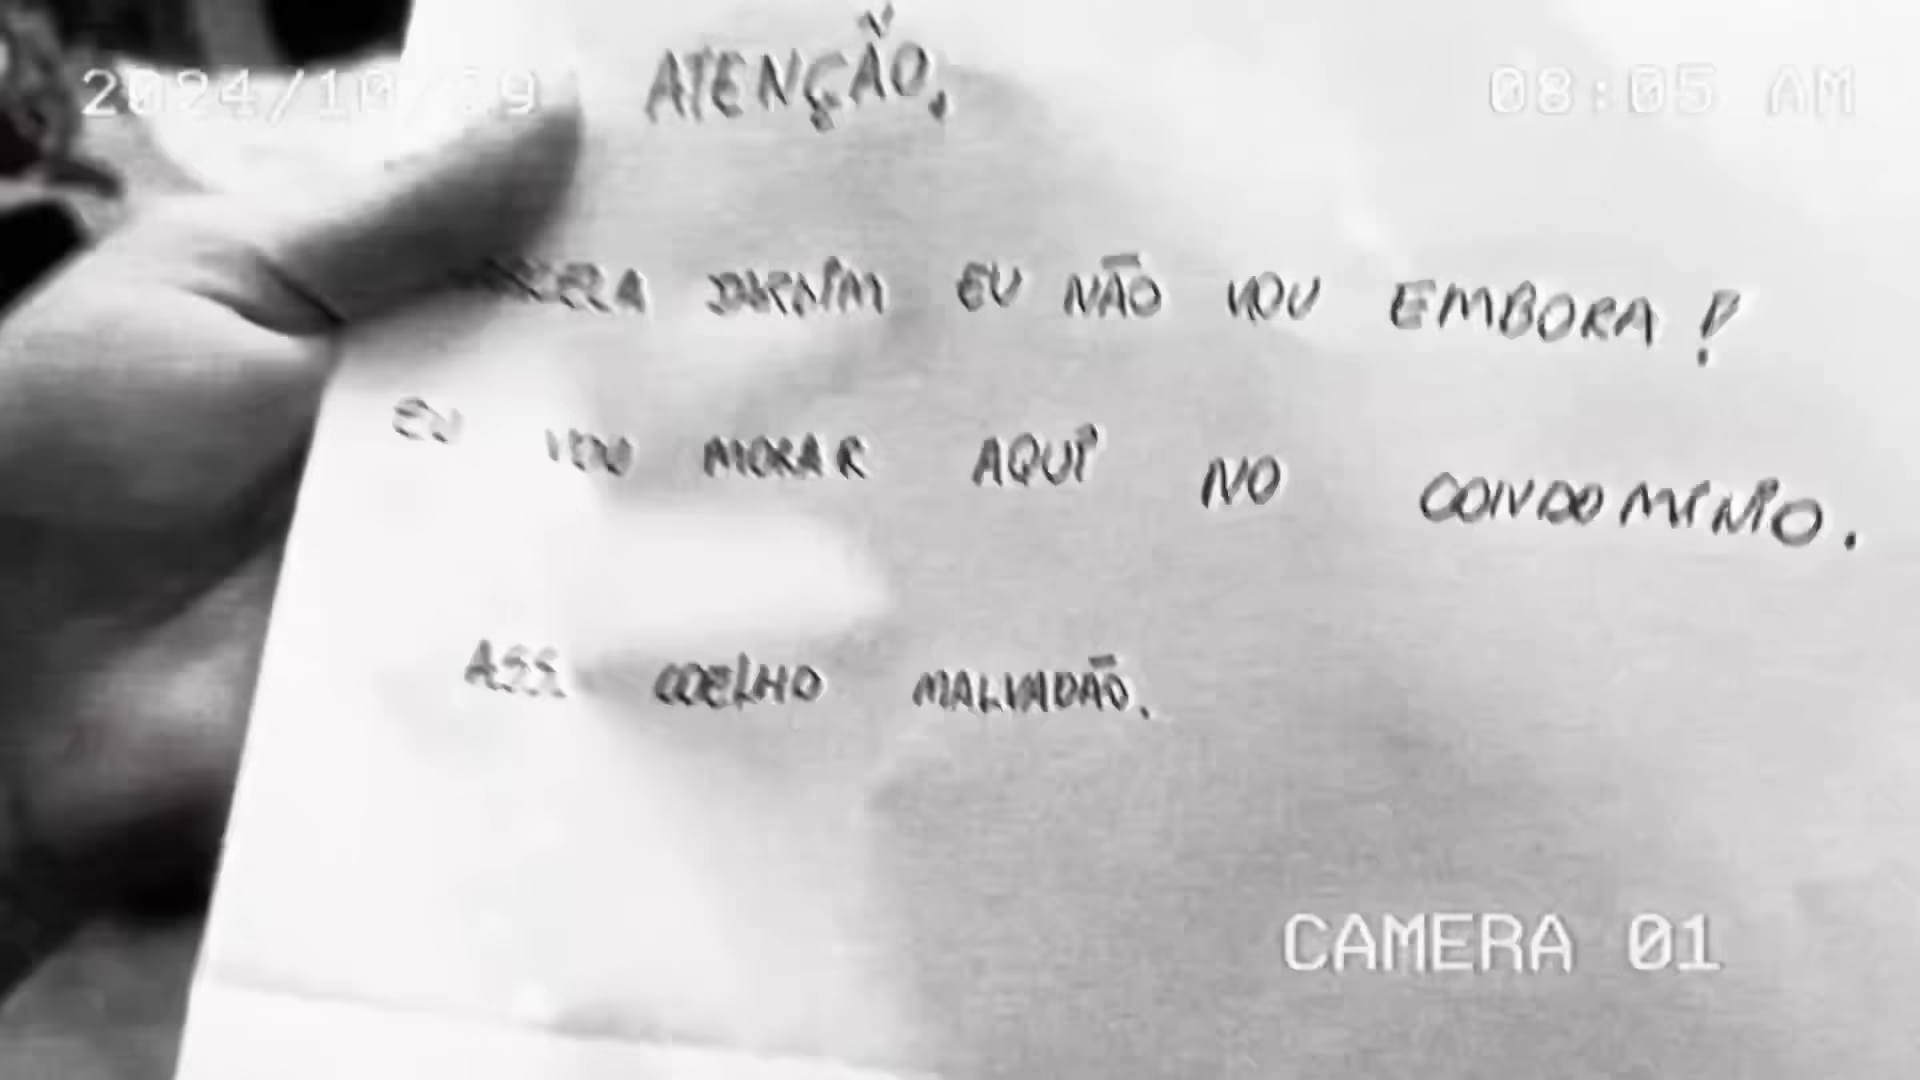 08:05 AM
ATENÇÃO,
EU NÃO VOU EMBORA!
EU VOU MORAR AQUI NO CONDOMINIO.
ASS. COELHO MALVADÃO.
CAMERA 01